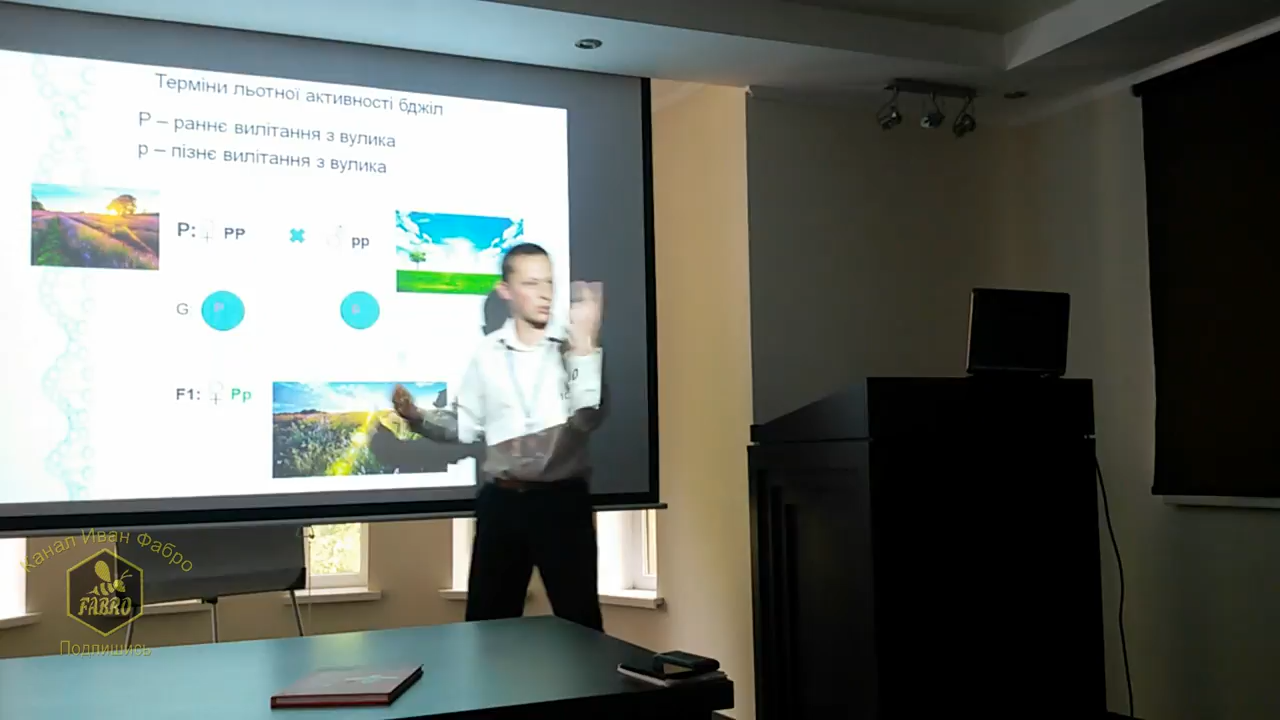 Терміни льотної активності бджіл
Р – раннє вилітання з вулика
р – пізнє вилітання з вулика
P: ♀ PP × ♂ pp
G P p
F1: ♀ Pp
Канал Иван Фабро
FABRO
Подпишись